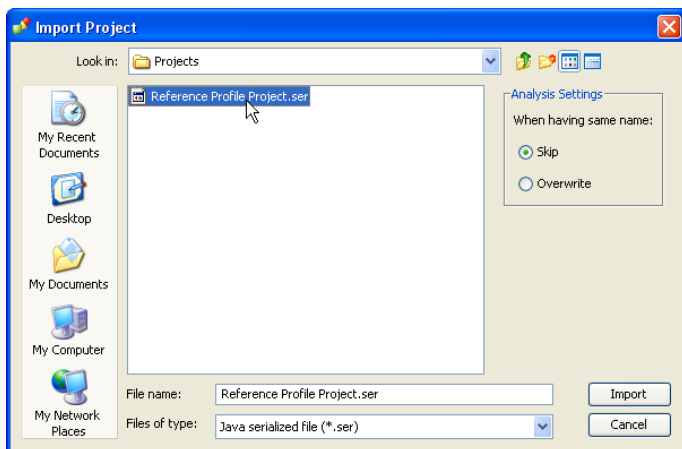 Import Project
Look in: Projects
Reference Profile Project.ser
Analysis Settings
When having same name:
Skip
Overwrite
My Recent
Documents
Desktop
My Documents
My Computer
My Network
Places
File name: Reference Profile Project.ser
Import
Files of type: Java serialized file (*.ser)
Cancel